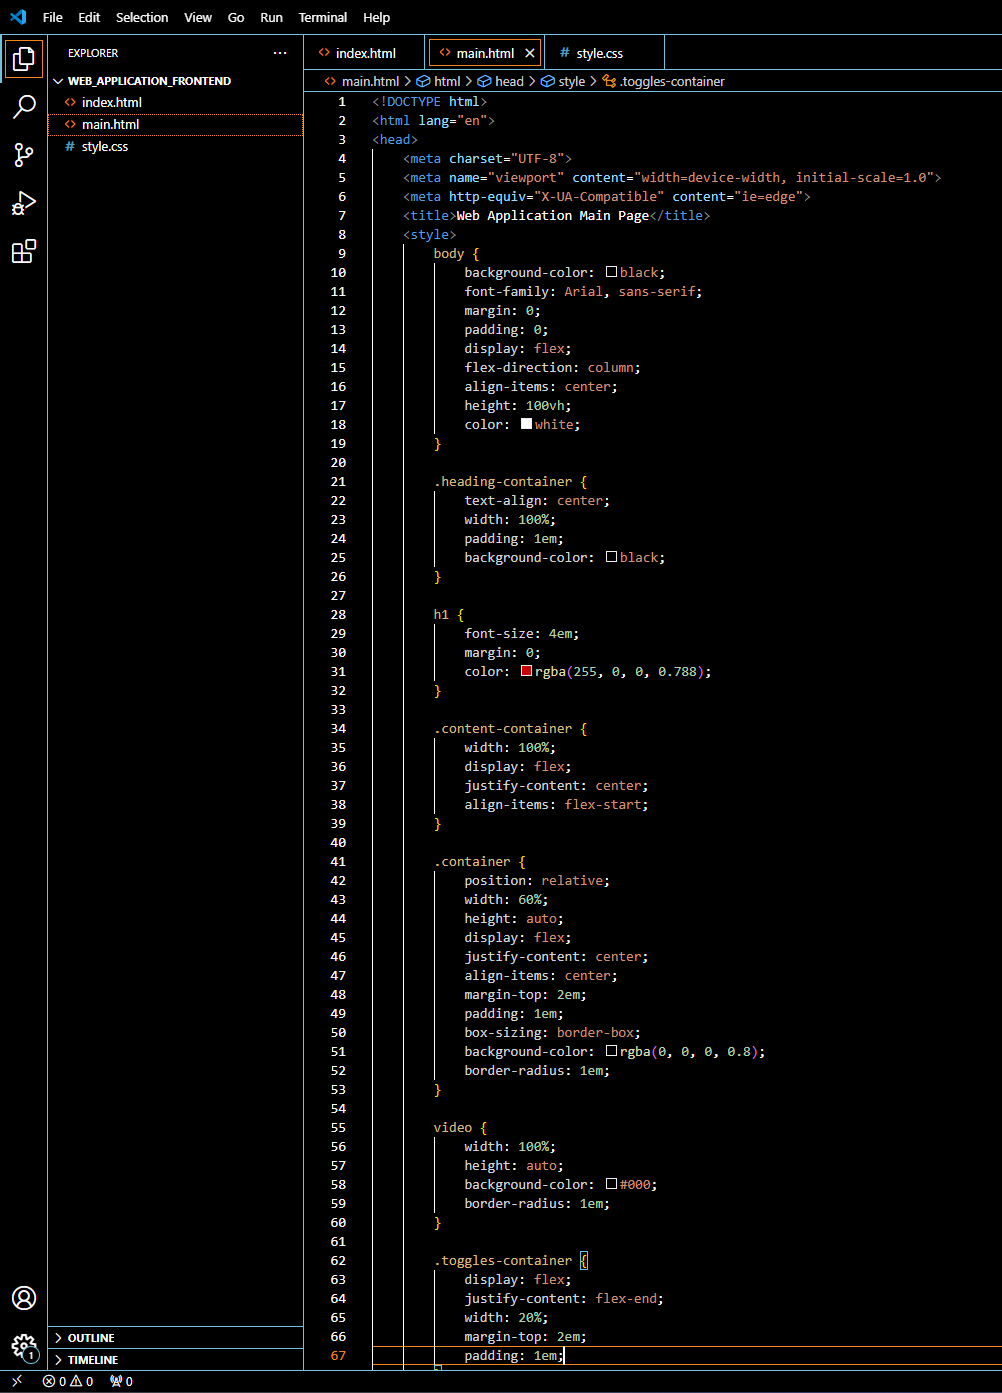 File Edit Selection View Go Run Terminal Help
EXPLORER ···
WEB_APPLICATION_FRONTEND
<> index.html
<> main.html
# style.css
OUTLINE
TIMELINE
1
0 0 0
<> index.html <> main.html # style.css
<> main.html > html > head > style > .toggles-container
1 <!DOCTYPE html>
2 <html lang="en">
3 <head>
4 <meta charset="UTF-8">
5 <meta name="viewport" content="width=device-width, initial-scale=1.0">
6 <meta http-equiv="X-UA-Compatible" content="ie=edge">
7 <title>Web Application Main Page</title>
8 <style>
9 body {
10 background-color: black;
11 font-family: Arial, sans-serif;
12 margin: 0;
13 padding: 0;
14 display: flex;
15 flex-direction: column;
16 align-items: center;
17 height: 100vh;
18 color: white;
19 }
20
21 .heading-container {
22 text-align: center;
23 width: 100%;
24 padding: 1em;
25 background-color: black;
26 }
27
28 h1 {
29 font-size: 4em;
30 margin: 0;
31 color: rgba(255, 0, 0, 0.788);
32 }
33
34 .content-container {
35 width: 100%;
36 display: flex;
37 justify-content: center;
38 align-items: flex-start;
39 }
40
41 .container {
42 position: relative;
43 width: 60%;
44 height: auto;
45 display: flex;
46 justify-content: center;
47 align-items: center;
48 margin-top: 2em;
49 padding: 1em;
50 box-sizing: border-box;
51 background-color: rgba(0, 0, 0, 0.8);
52 border-radius: 1em;
53 }
54
55 video {
56 width: 100%;
57 height: auto;
58 background-color: #000;
59 border-radius: 1em;
60 }
61
62 .toggles-container {
63 display: flex;
64 justify-content: flex-end;
65 width: 20%;
66 margin-top: 2em;
67 padding: 1em;